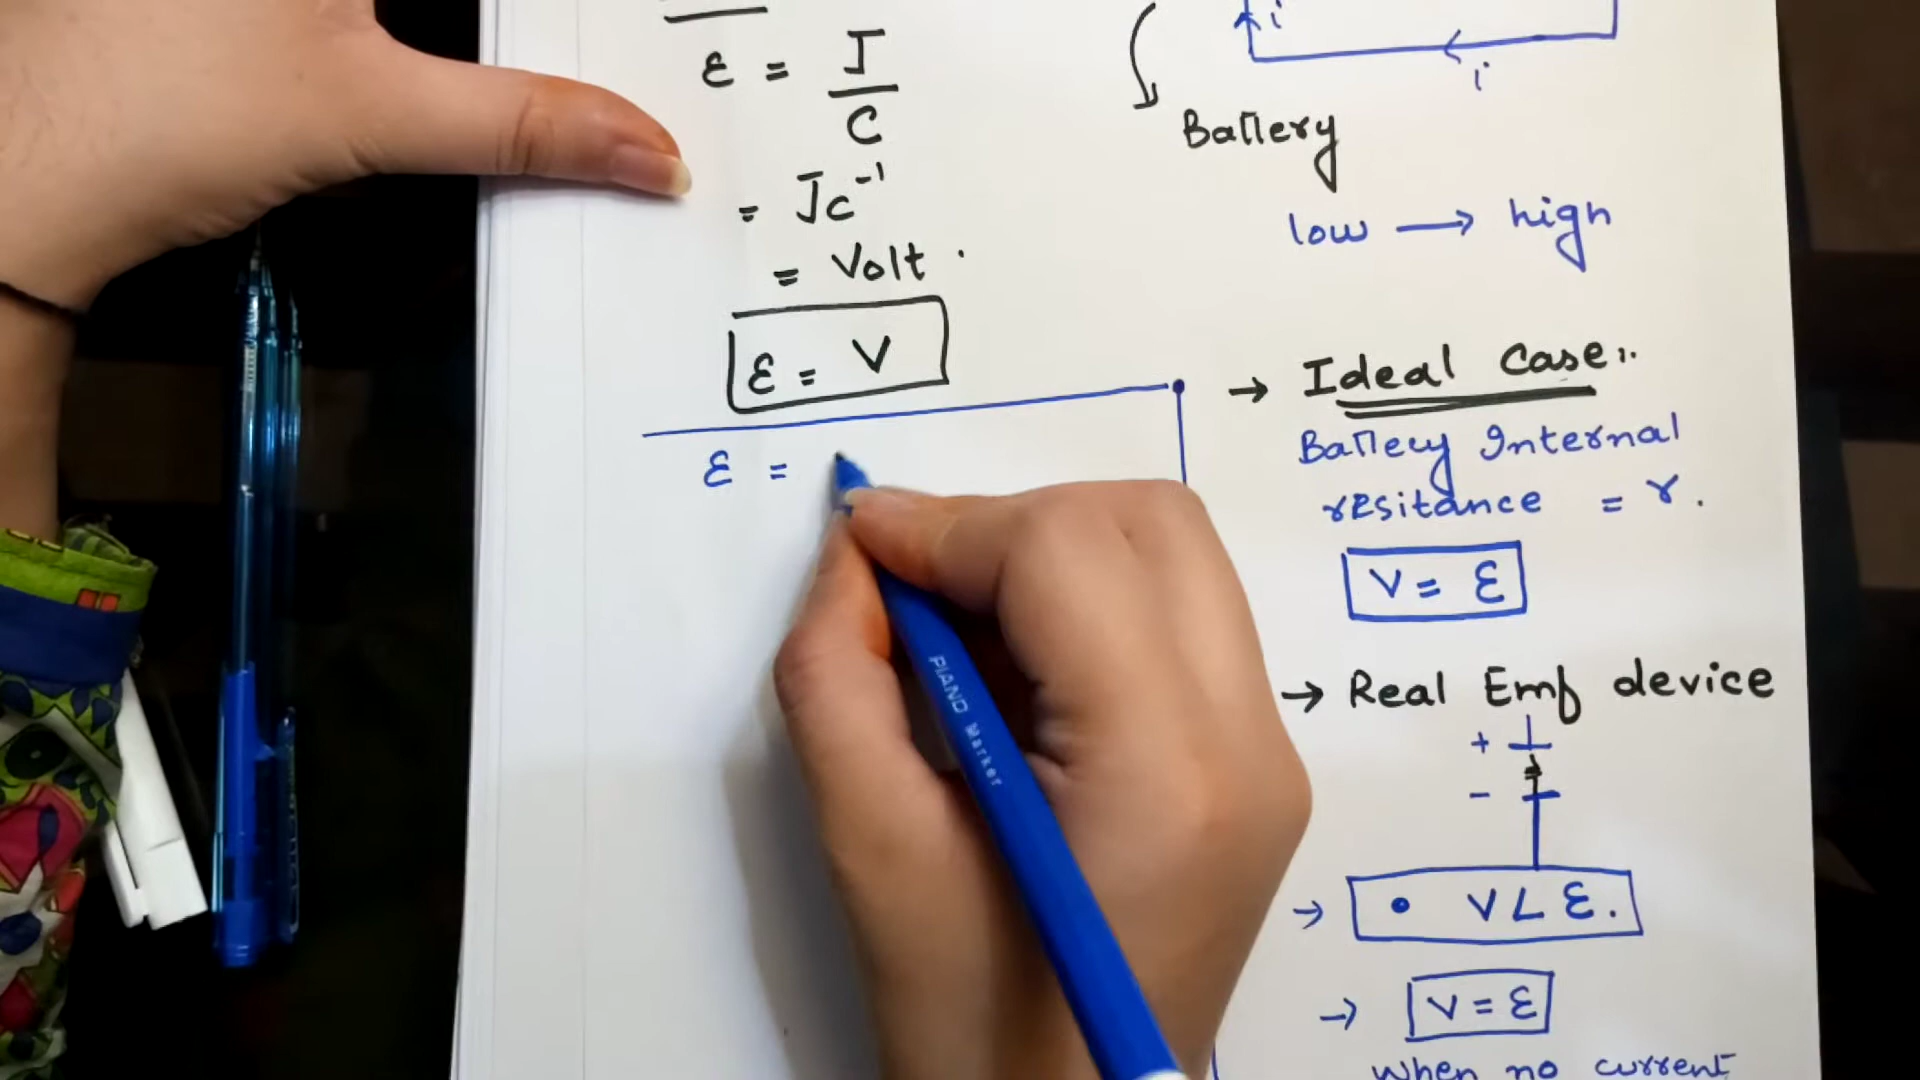 ε = J/C
= Jc⁻¹
= Volt.
ε = V
ε =
i
i
Battery
low → high
→ Ideal Case:.
Battery Internal
resitance = r.
V = ε
→ Real Emf device
+
-
→ • V < ε.
→ V = ε
when no current
PIANO Marker